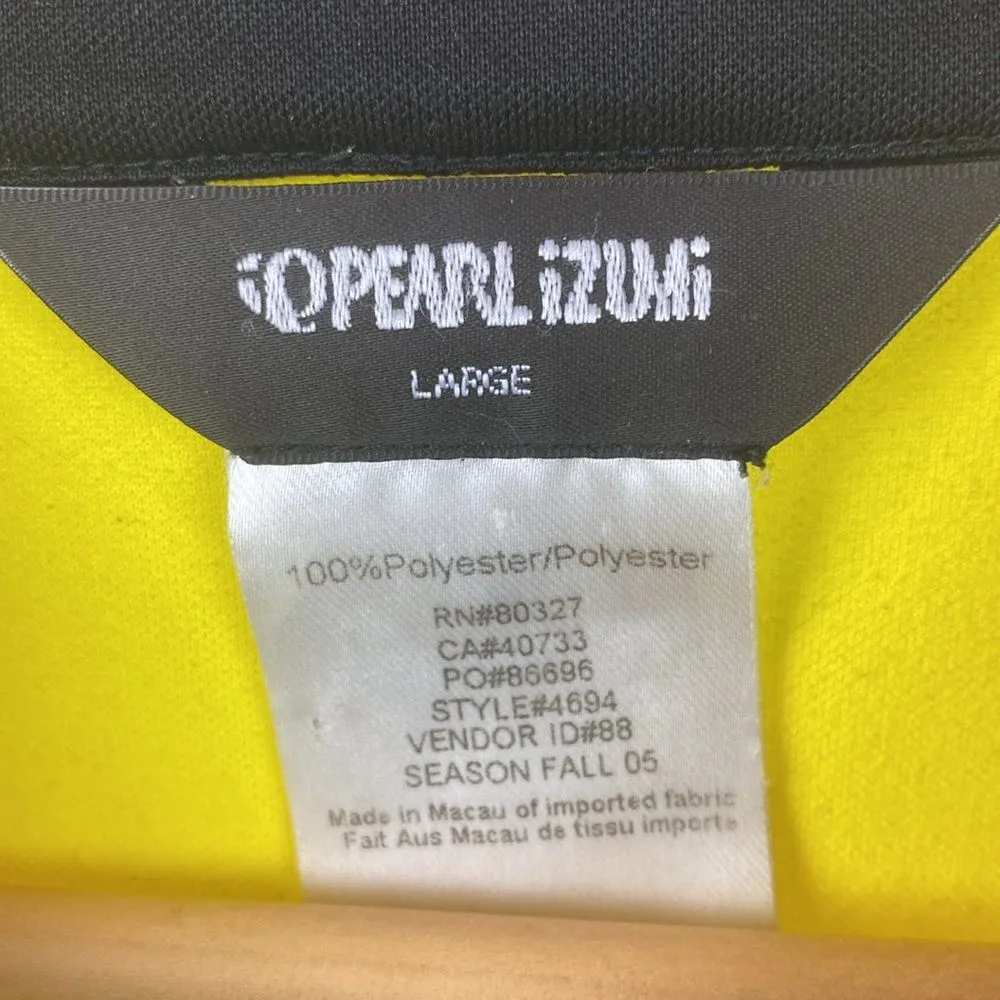 PEARL iZUMi
LARGE
100%Polyester/Polyester
RN#80327
CA#40733
PO#86696
STYLE#4694
VENDOR ID#88
SEASON FALL 05
Made in Macau of imported fabric
Fait Aus Macau de tissu importe